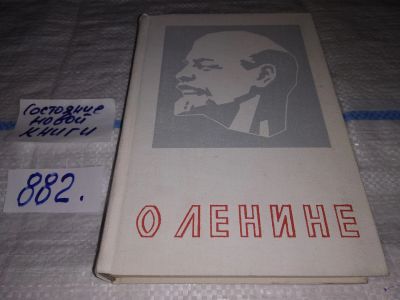 Состояние
новой
книги
882.
О ЛЕНИНЕ